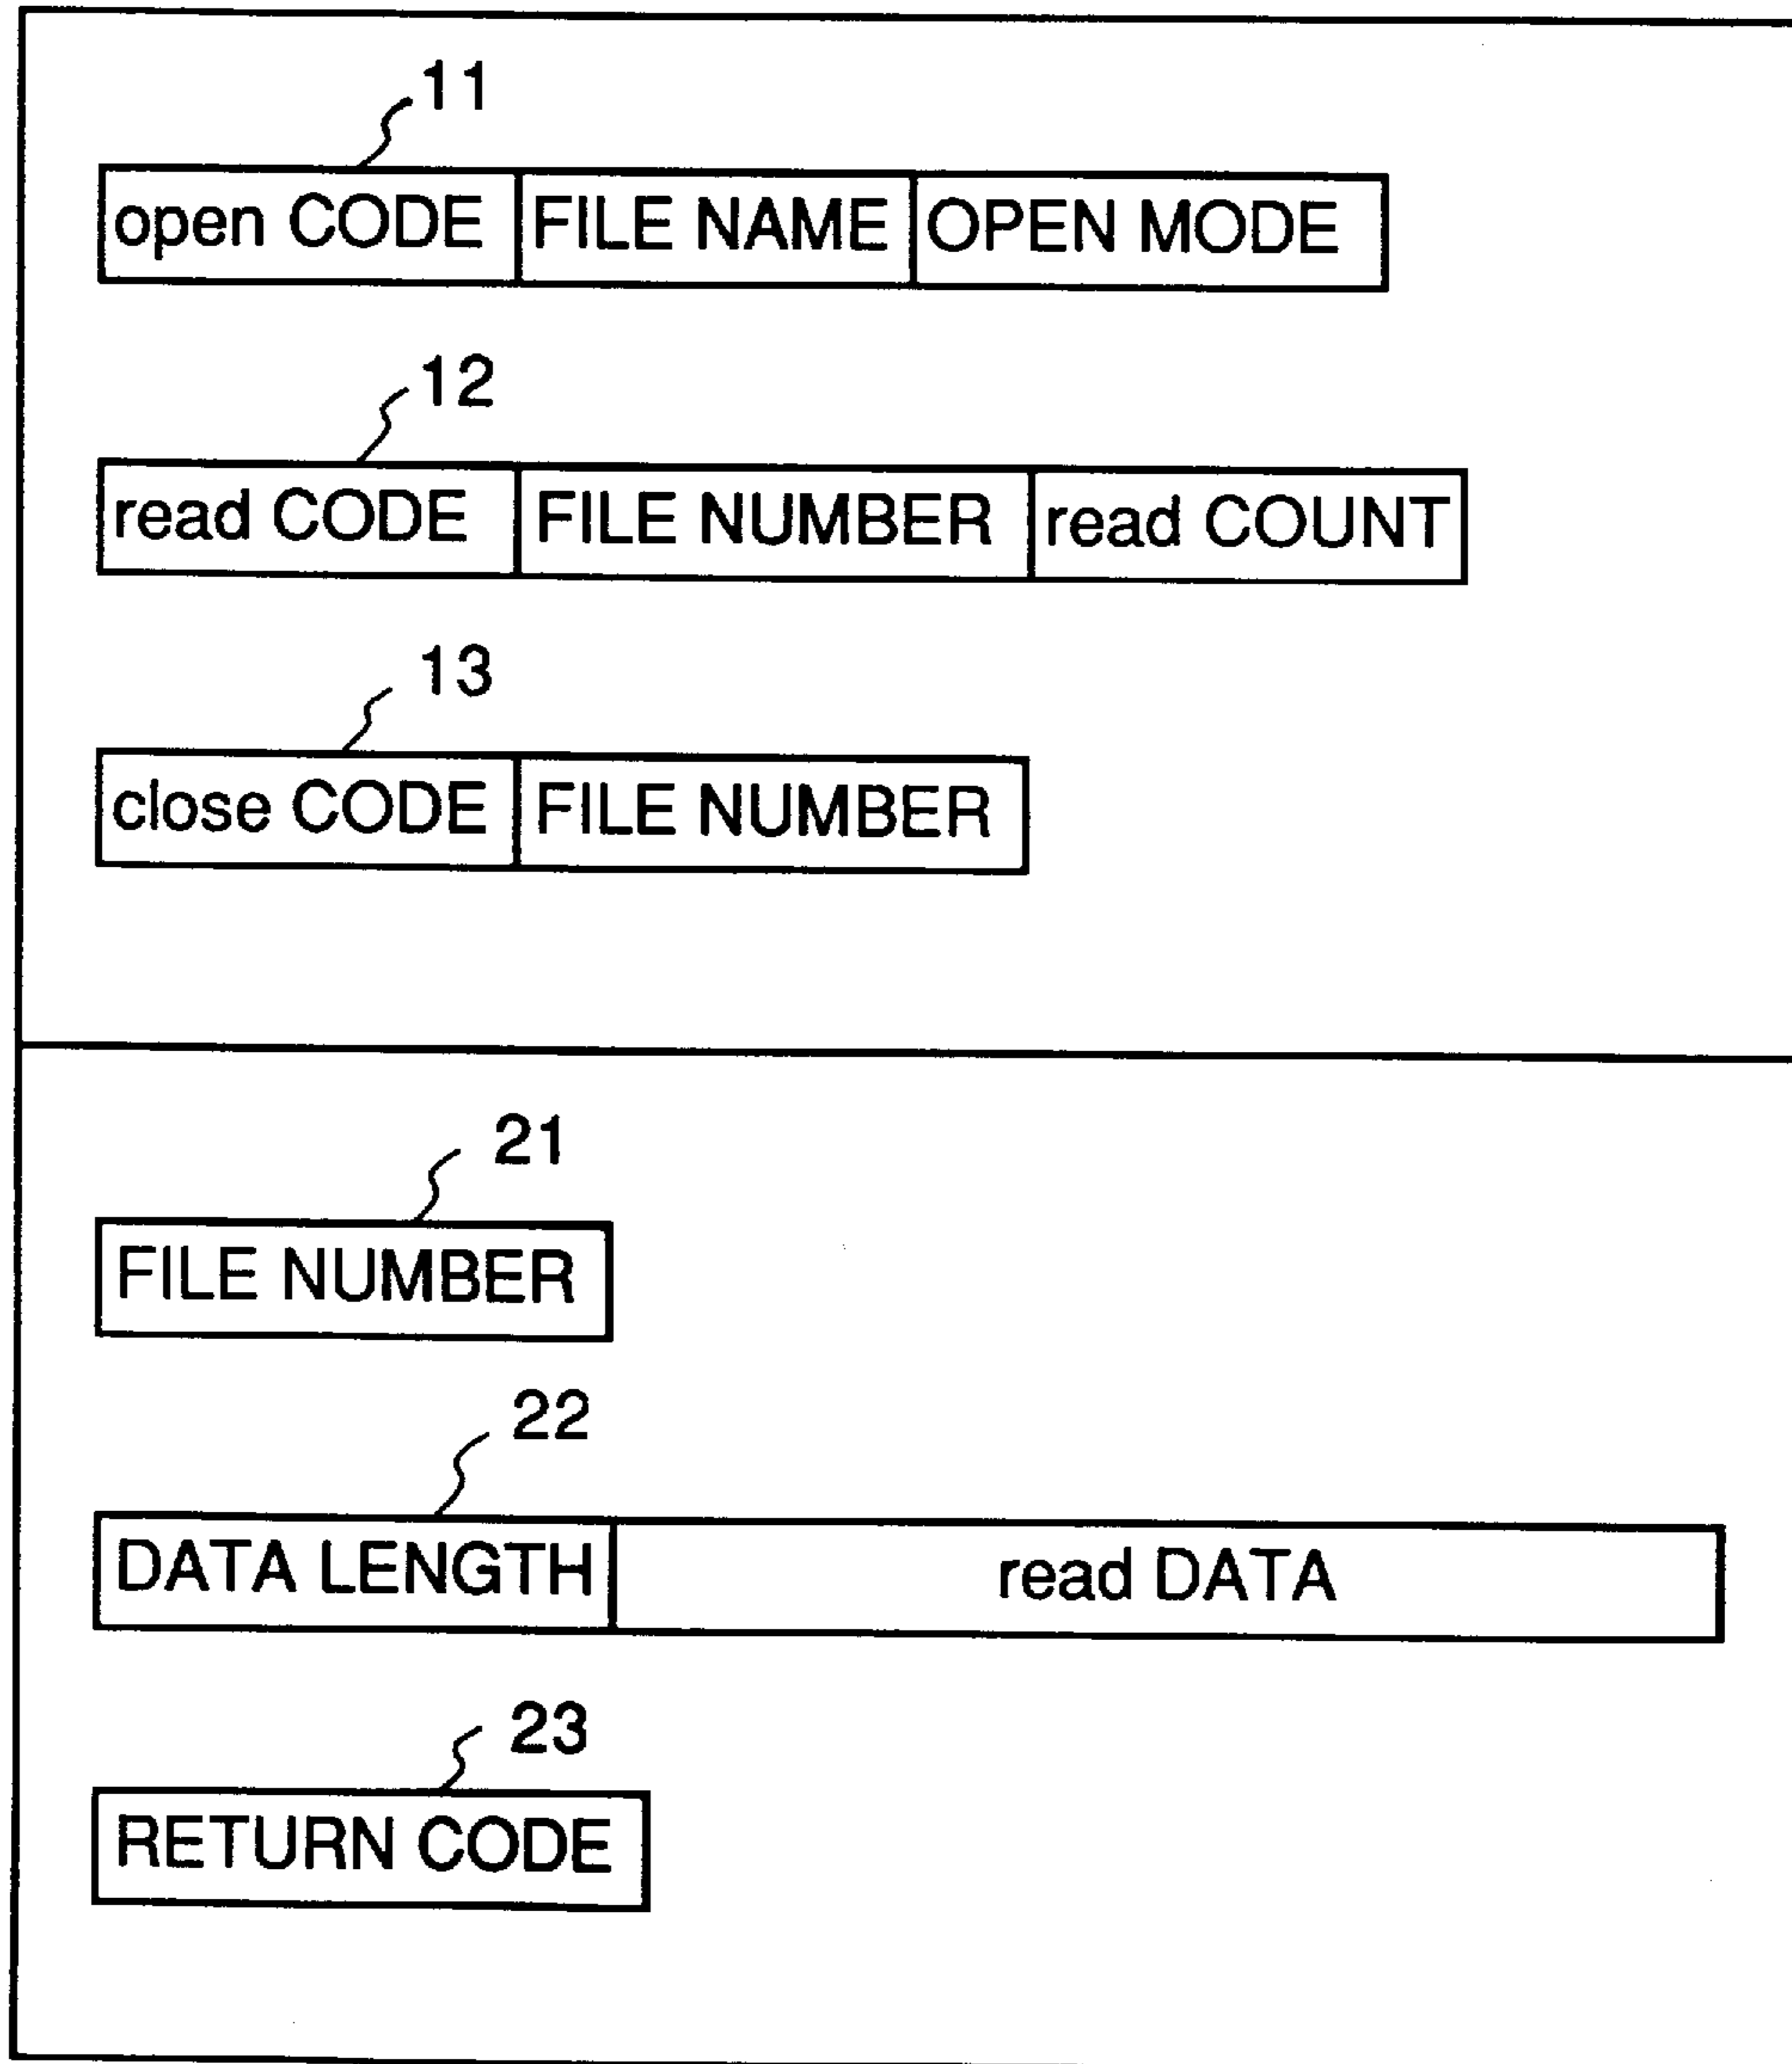 11
open CODE FILE NAME OPEN MODE
12
read CODE FILE NUMBER read COUNT
13
close CODE FILE NUMBER
21
FILE NUMBER
22
DATA LENGTH read DATA
23
RETURN CODE